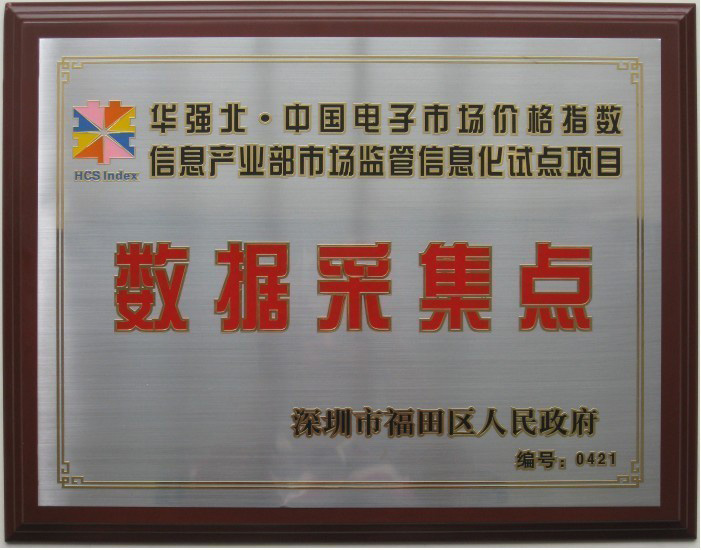 华强北·中国电子市场价格指数
信息产业部市场监管信息化试点项目
HCS Index
数据采集点
深圳市福田区人民政府
编号：0421